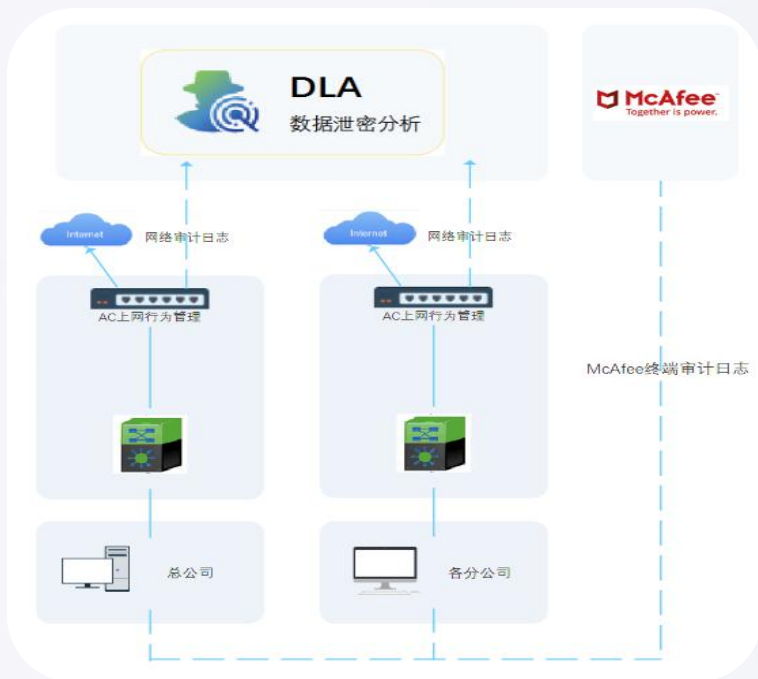 DLA
数据泄密分析
McAfee™
Together is power.
Internet
网络审计日志
Internet
网络审计日志
AC上网行为管理
AC上网行为管理
McAfee终端审计日志
总公司
各分公司